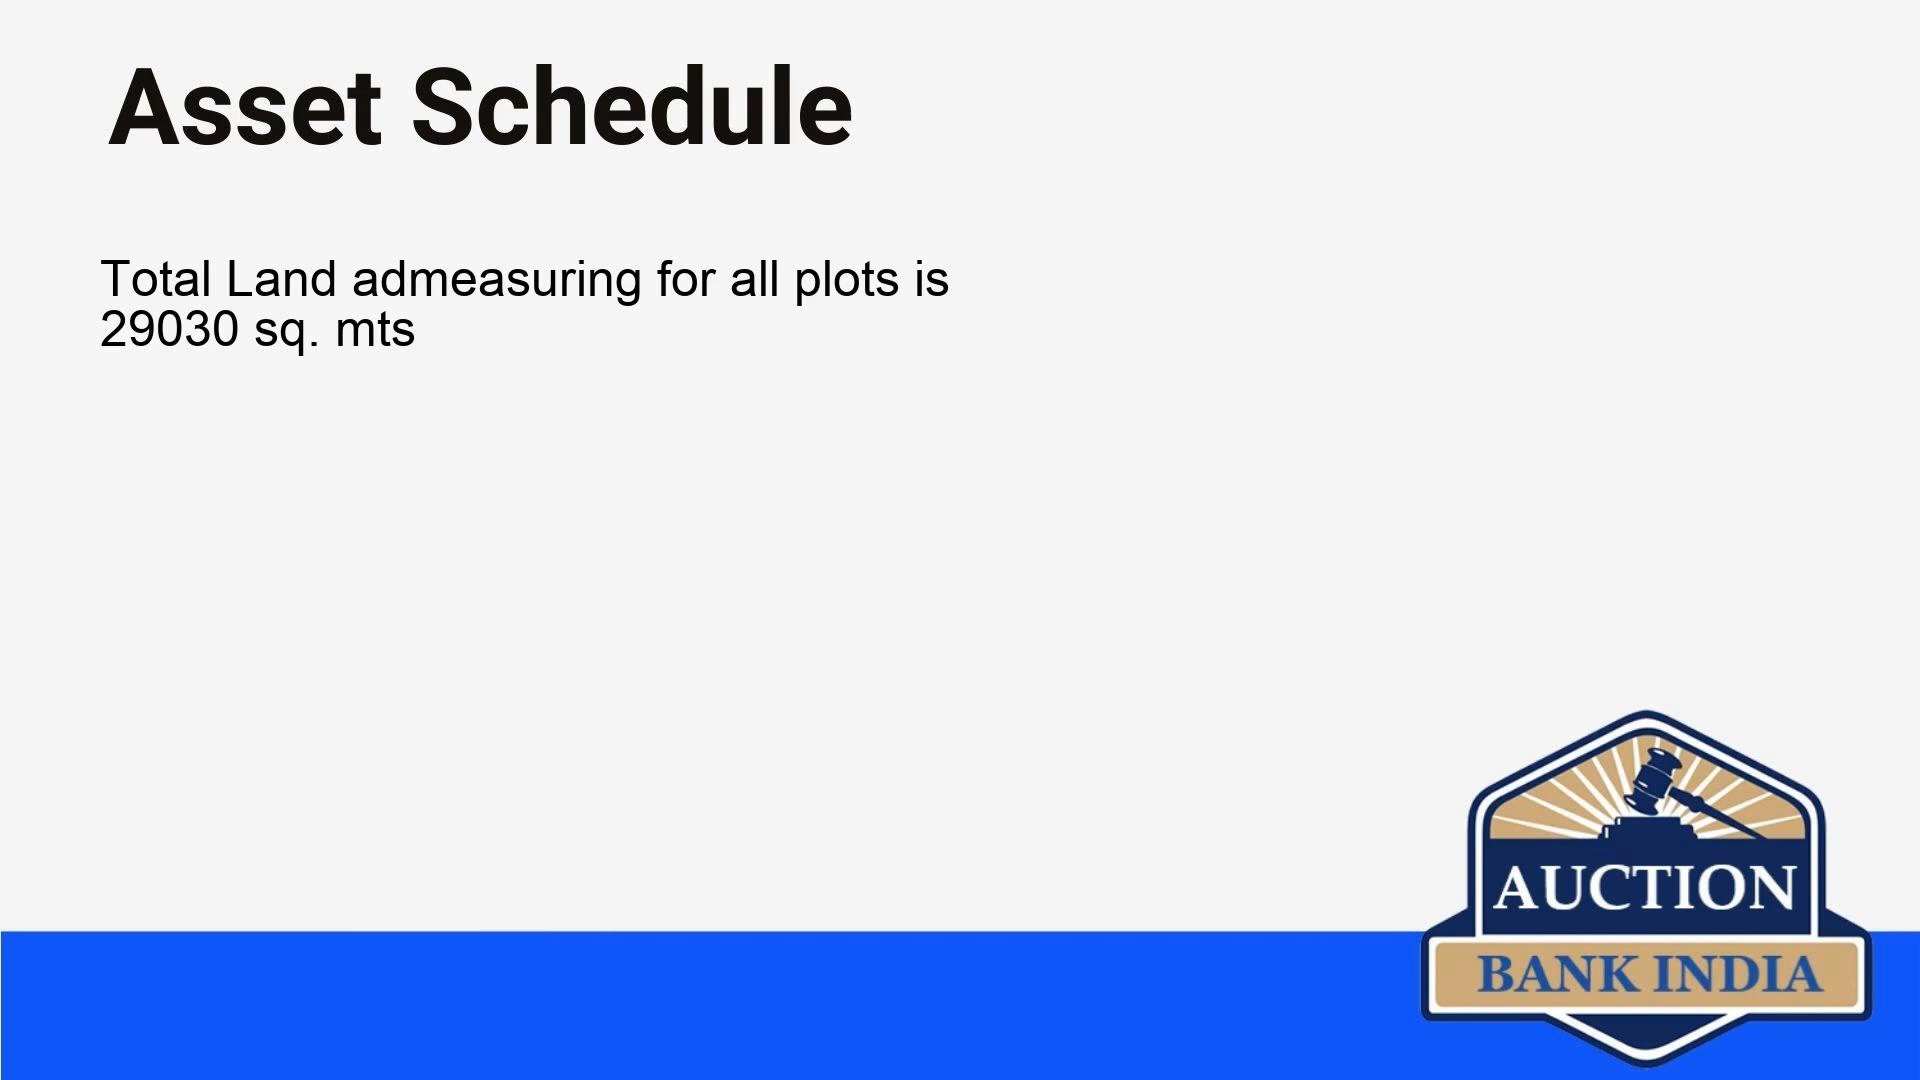 Asset Schedule
Total Land admeasuring for all plots is
29030 sq. mts
AUCTION
BANK INDIA